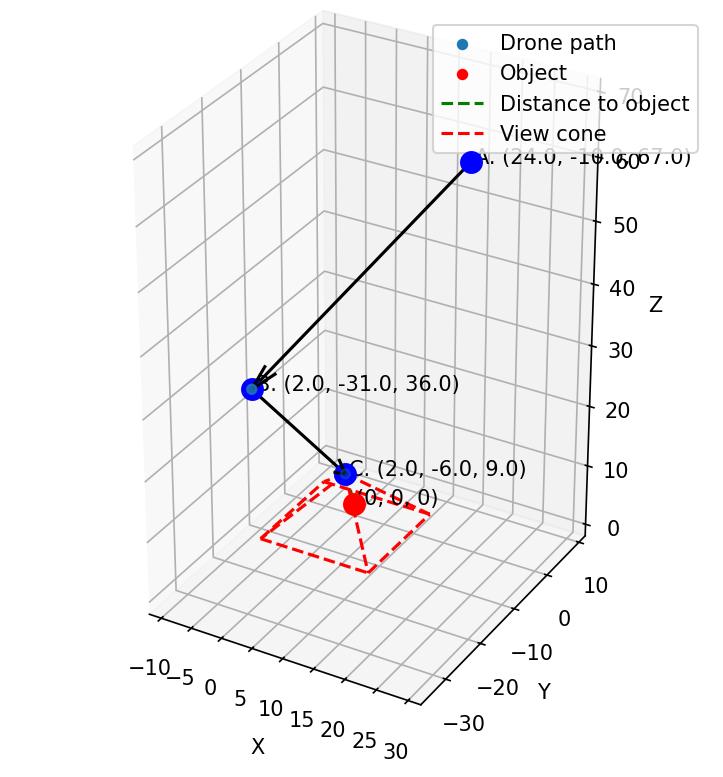 Drone path
Object
Distance to object
View cone
70
A. (24.0, -10.0, 67.0)
60
50
40
Z
30
B. (2.0, -31.0, 36.0)
20
C. (2.0, -6.0, 9.0)
10
(0, 0, 0)
0
10
0
−10
−20
Y
−30
−10
−5
0
5
10
15
20
25
30
X